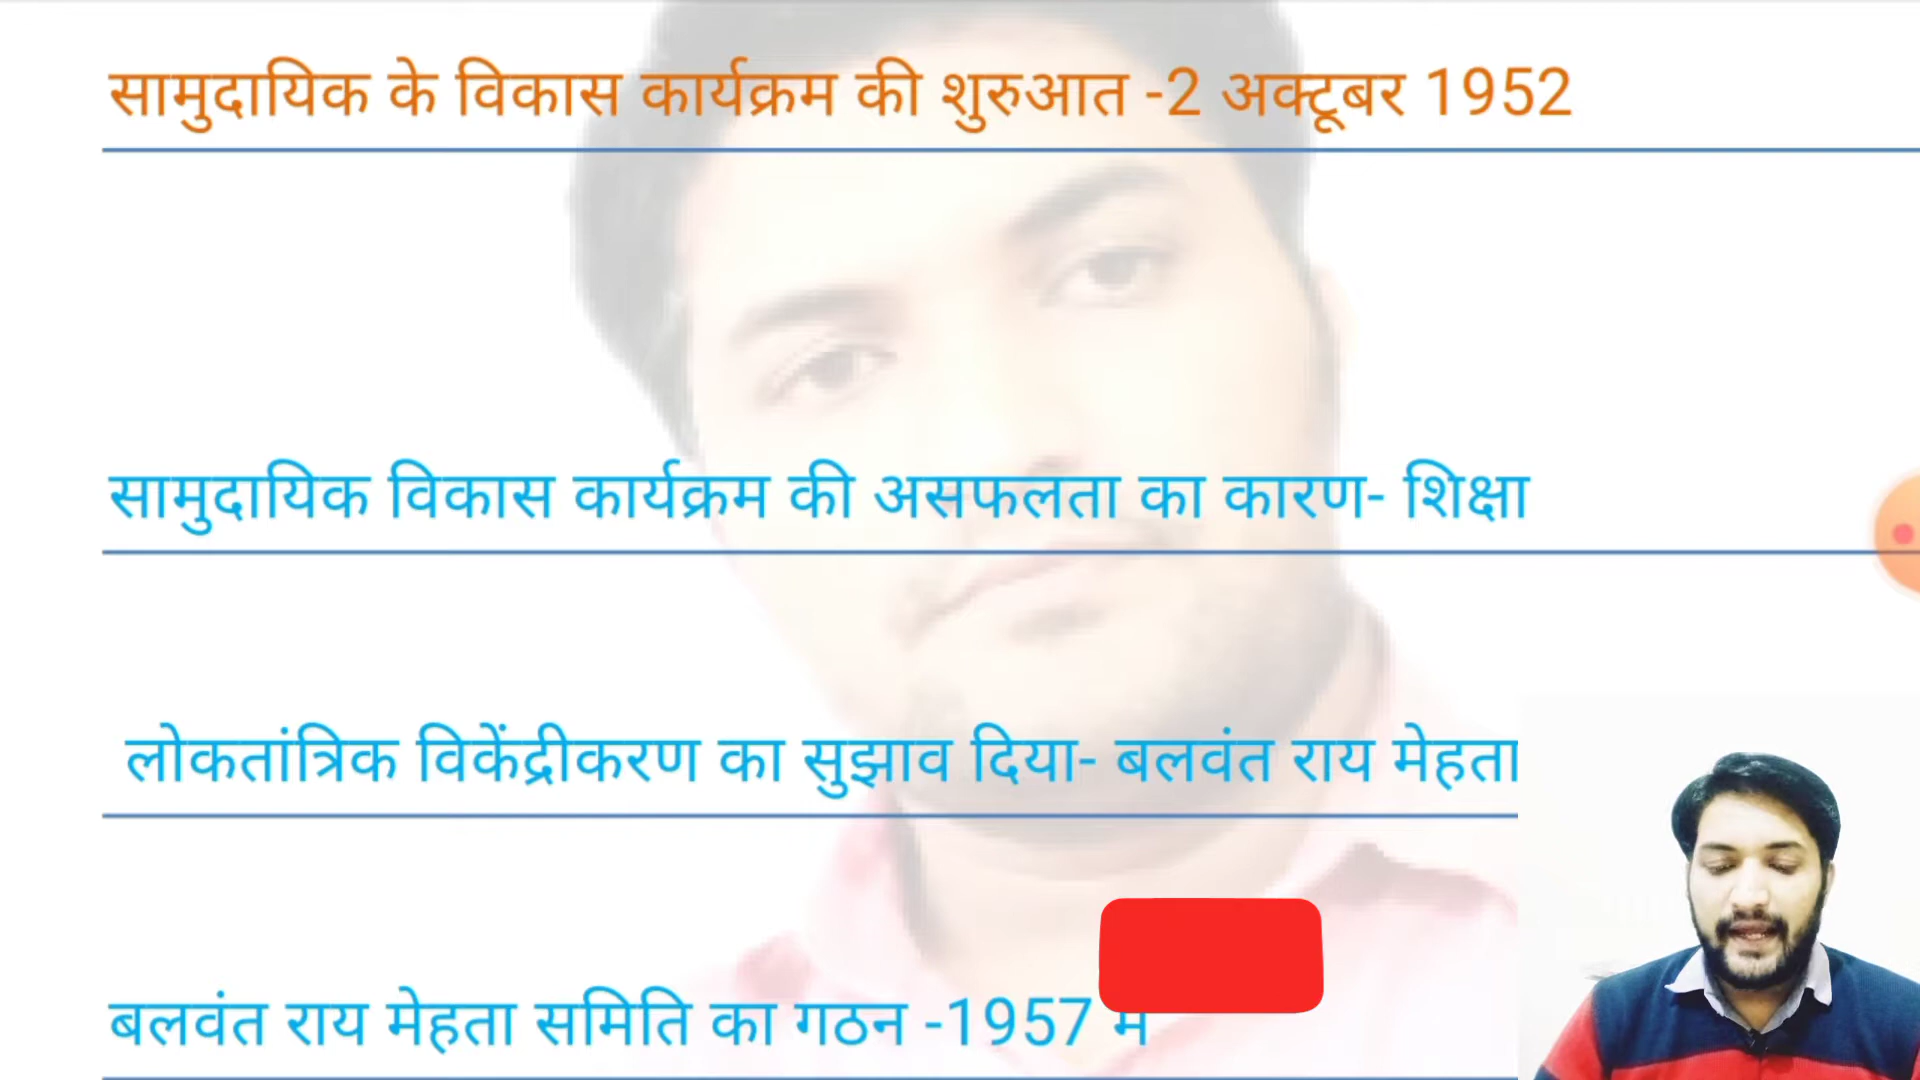 सामुदायिक के विकास कार्यक्रम की शुरुआत -2 अक्टूबर 1952
सामुदायिक विकास कार्यक्रम की असफलता का कारण- शिक्षा
लोकतांत्रिक विकेंद्रीकरण का सुझाव दिया- बलवंत राय मेहता
बलवंत राय मेहता समिति का गठन -1957